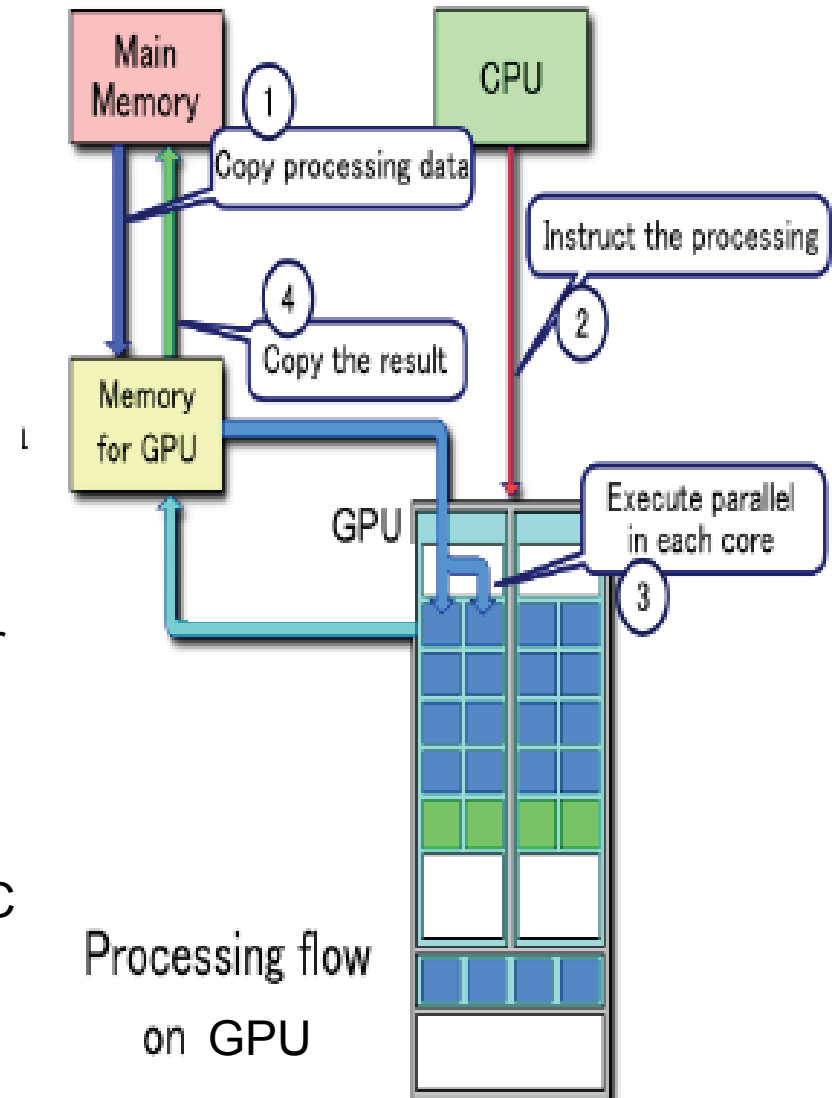 Main
Memory
CPU
1
Copy processing data
Instruct the processing
2
4
Copy the result
Memory
for GPU
GPU
Execute parallel
in each core
3
C
Processing flow
on GPU